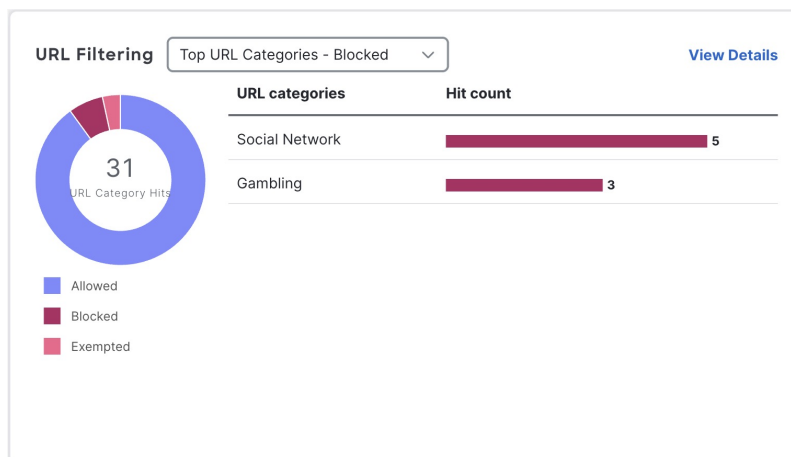 URL Filtering
Top URL Categories - Blocked
View Details
URL categories Hit count
Social Network 5
Gambling 3
31
URL Category Hits
Allowed
Blocked
Exempted